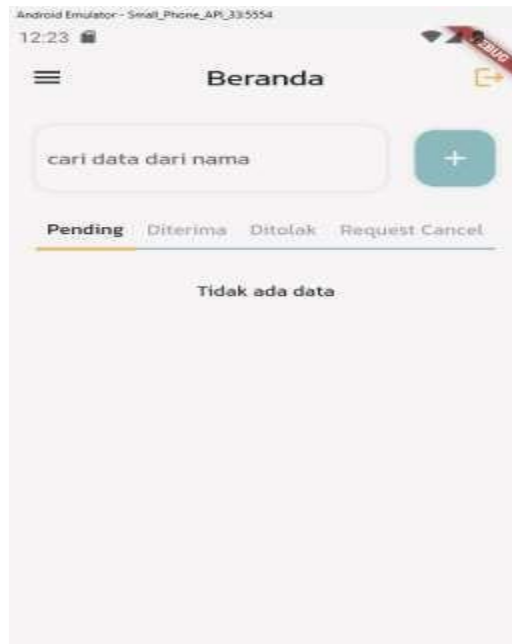 Android Emulator - Small_Phone_API_33:5554
12:23
DEBUG
Beranda
cari data dari nama
+
Pending Diterima Ditolak Request Cancel
Tidak ada data